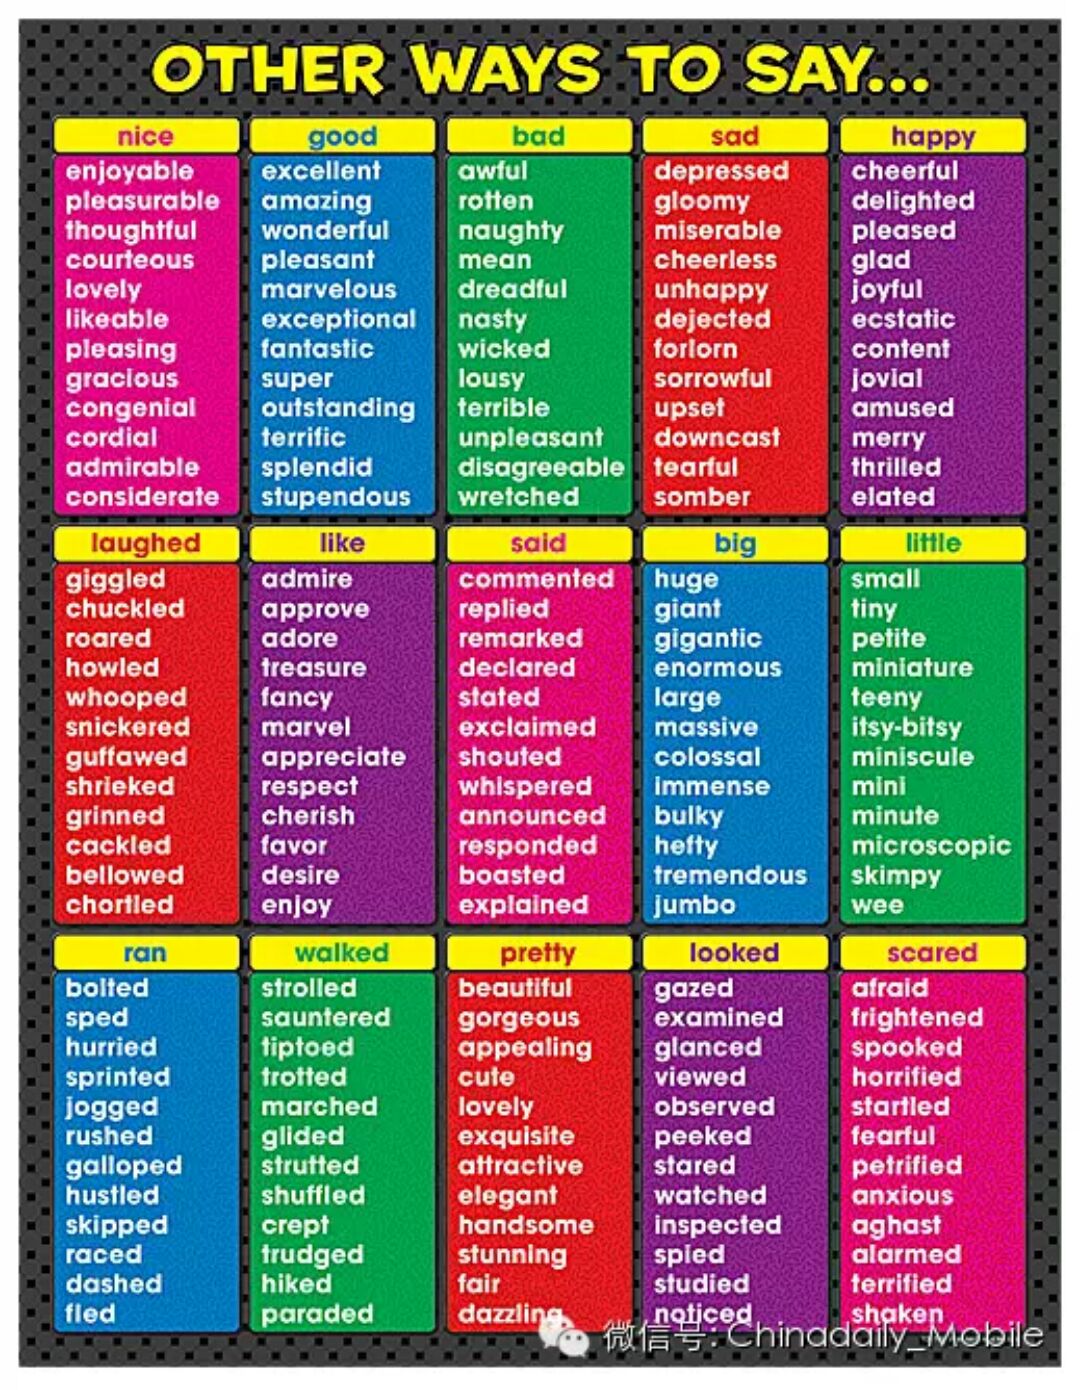 OTHER WAYS TO SAY...
nice
enjoyable
pleasurable
thoughtful
courteous
lovely
likeable
pleasing
gracious
congenial
cordial
admirable
considerate
good
excellent
amazing
wonderful
pleasant
marvelous
exceptional
fantastic
super
outstanding
terrific
splendid
stupendous
bad
awful
rotten
naughty
mean
dreadful
nasty
wicked
lousy
terrible
unpleasant
disagreeable
wretched
sad
depressed
gloomy
miserable
cheerless
unhappy
dejected
forlorn
sorrowful
upset
downcast
tearful
somber
happy
cheerful
delighted
pleased
glad
joyful
ecstatic
content
jovial
amused
merry
thrilled
elated
laughed
giggled
chuckled
roared
howled
whooped
snickered
guffawed
shrieked
grinned
cackled
bellowed
chortled
like
admire
approve
adore
treasure
fancy
marvel
appreciate
respect
cherish
favor
desire
enjoy
said
commented
replied
remarked
declared
stated
exclaimed
shouted
whispered
announced
responded
boasted
explained
big
huge
giant
gigantic
enormous
large
massive
colossal
immense
bulky
hefty
tremendous
jumbo
little
small
tiny
petite
miniature
teeny
itsy-bitsy
miniscule
mini
minute
microscopic
skimpy
wee
ran
bolted
sped
hurried
sprinted
jogged
rushed
galloped
hustled
skipped
raced
dashed
fled
walked
strolled
sauntered
tiptoed
trotted
marched
glided
strutted
shuffled
crept
trudged
hiked
paraded
pretty
beautiful
gorgeous
appealing
cute
lovely
exquisite
attractive
elegant
handsome
stunning
fair
dazzling
looked
gazed
examined
glanced
viewed
observed
peeked
stared
watched
inspected
spied
studied
noticed
scared
afraid
frightened
spooked
horrified
startled
fearful
petrified
anxious
aghast
alarmed
terrified
shaken
微信号: Chinadaily_Mobile